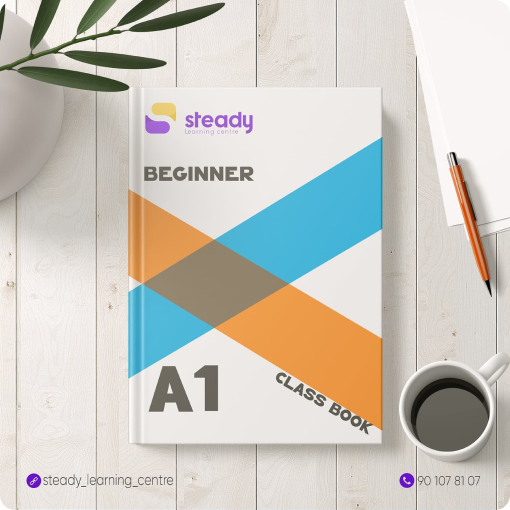 steady
Learning centre
BEGINNER
A1
CLASS BOOK
steady_learning_centre
90 107 81 07